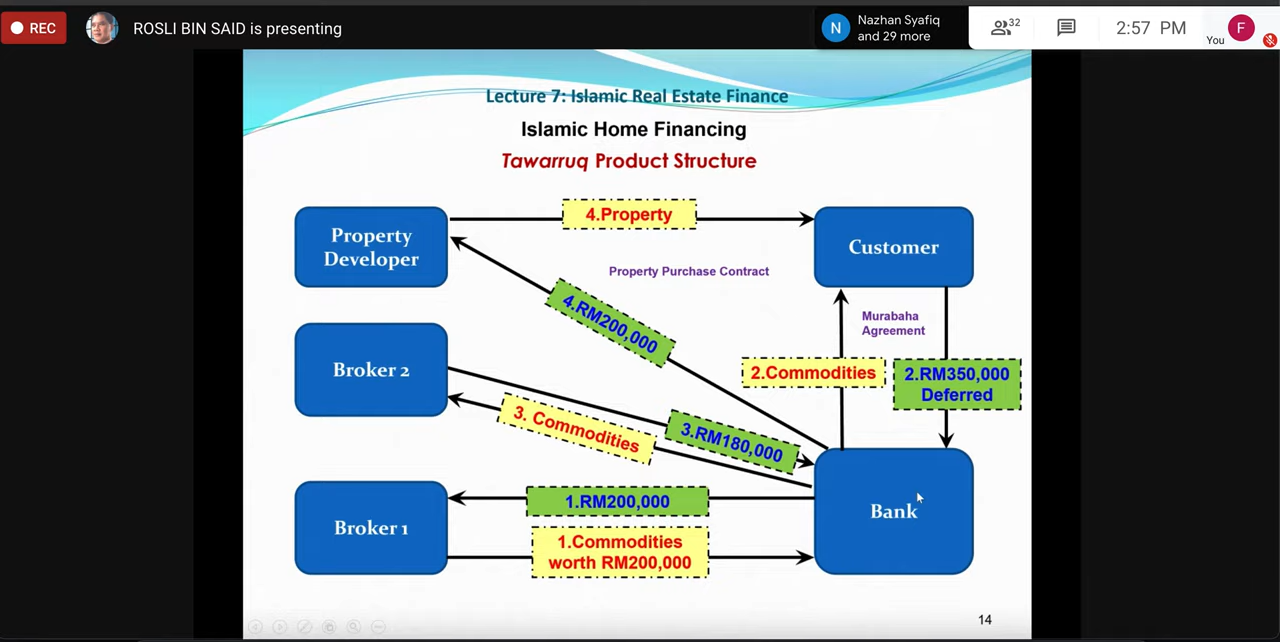 REC
ROSLI BIN SAID is presenting
N
Nazhan Syafiq
and 29 more
32
2:57 PM
You
F
Lecture 7: Islamic Real Estate Finance
Islamic Home Financing
Tawarruq Product Structure
Property
Developer
4.Property
Customer
Property Purchase Contract
4.RM200,000
Murabaha
Agreement
Broker 2
2.Commodities
2.RM350,000
Deferred
3. Commodities
3.RM180,000
Broker 1
1.RM200,000
1.Commodities
worth RM200,000
Bank
14